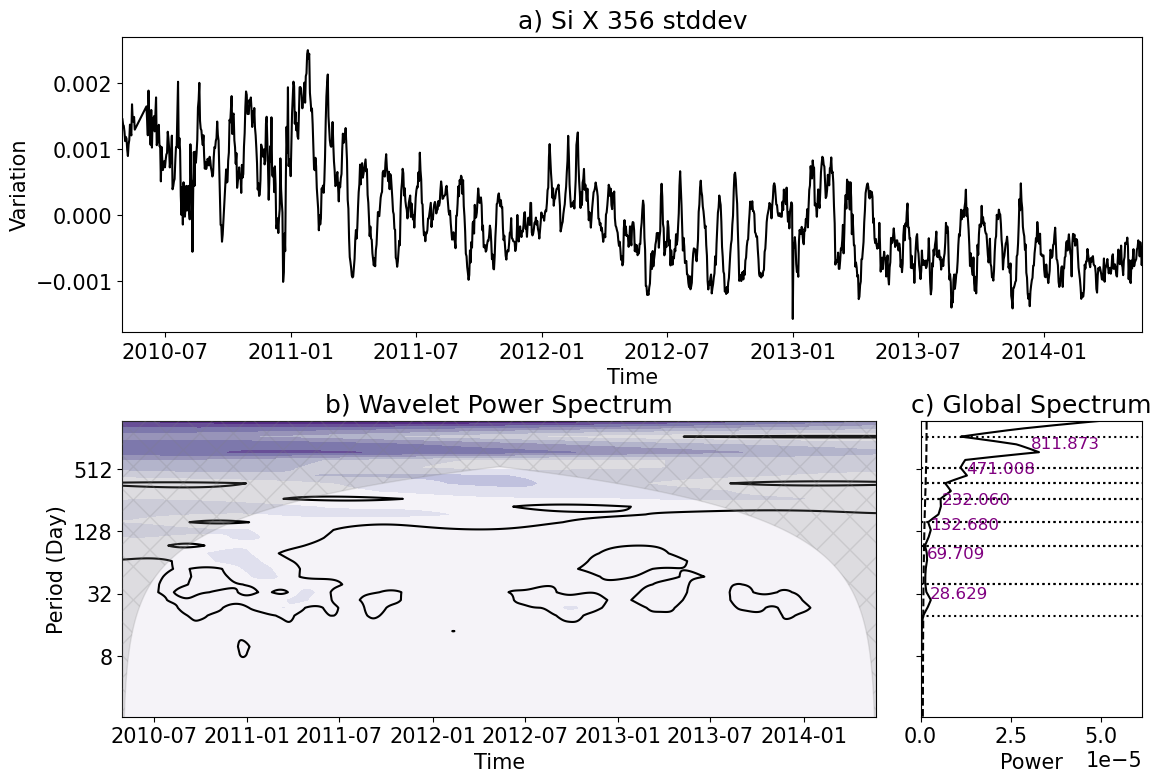 a) Si X 356 stddev
Variation
0.002
0.001
0.000
−0.001
2010-07 2011-01 2011-07 2012-01 2012-07 2013-01 2013-07 2014-01
Time
b) Wavelet Power Spectrum
Period (Day)
512
128
32
8
2010-07 2011-01 2011-07 2012-01 2012-07 2013-01 2013-07 2014-01
Time
c) Global Spectrum
811.873
471.008
232.060
132.680
69.709
28.629
0.0 2.5 5.0
Power 1e−5